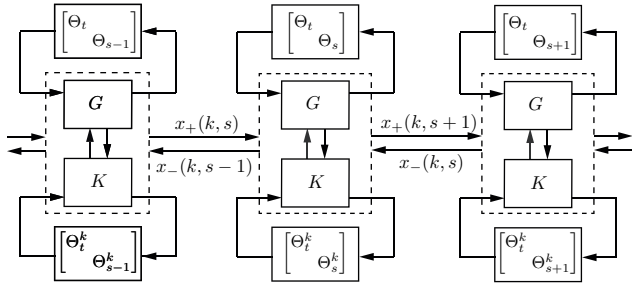 [Θ_t Θ_{s−1}] [Θ_t Θ_s] [Θ_t Θ_{s+1}]
G G G
x_+(k, s) x_+(k, s + 1)
x_−(k, s − 1) x_−(k, s)
K K K
[Θ_t^k Θ_{s−1}^k] [Θ_t^k Θ_s^k] [Θ_t^k Θ_{s+1}^k]